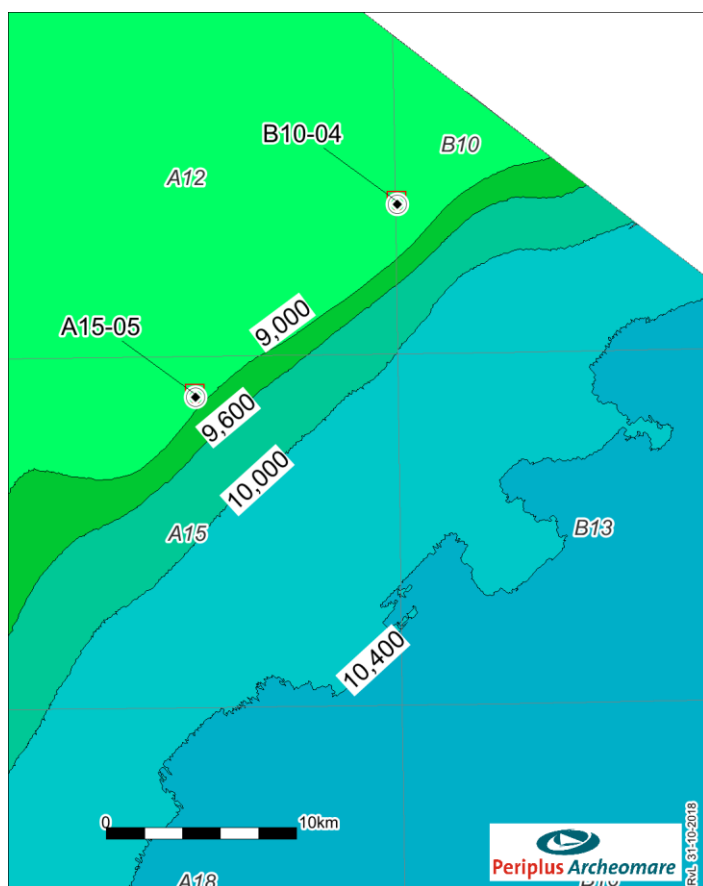 B10-04
B10
A12
9,000
A15-05
9,600
10,000
A15
B13
10,400
0 10km
Periplus Archeomare
RvL 31-10-2018
A18